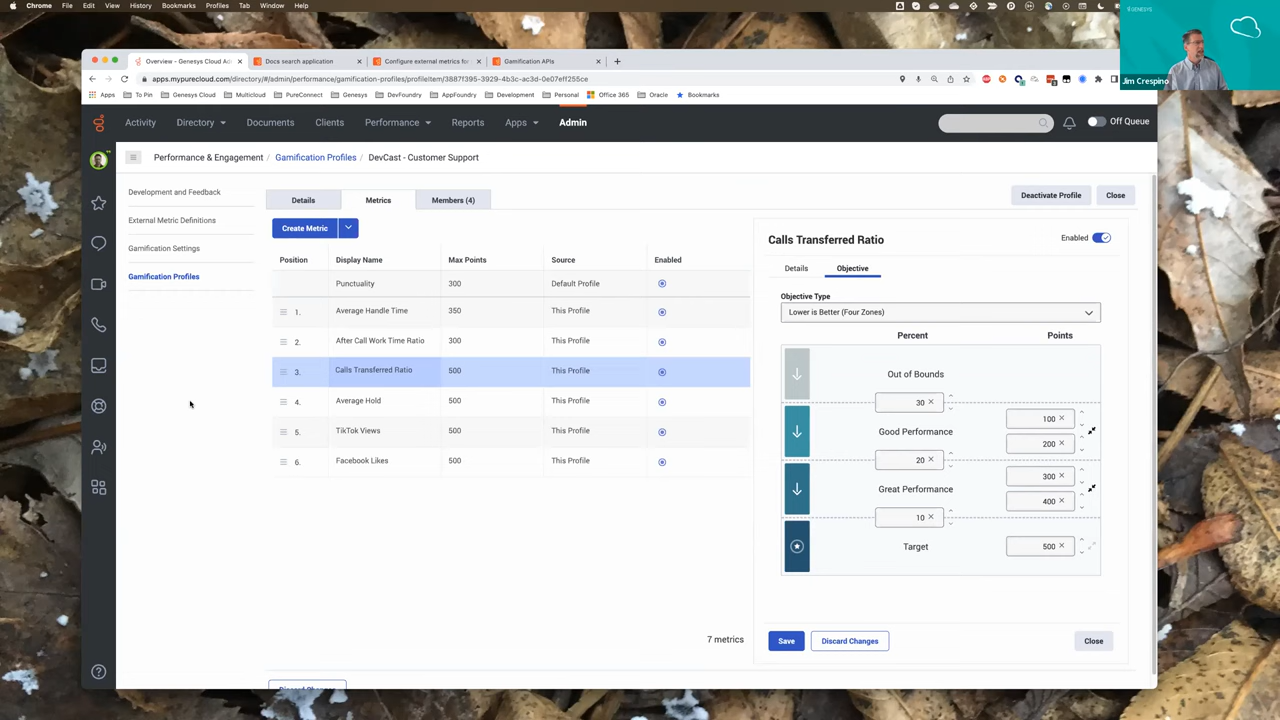 Chrome File Edit View History Bookmarks Profiles Tab Window Help
GENESYS
Jim Crespino
Overview - Genesys Cloud Ad
Docs search application
Configure external metrics for
Gamification APIs
apps.mypurecloud.com/directory/#/admin/performance/gamification-profiles/profileItem/3887f395-3929-4b3c-ac3d-0e07eff255ce
Apps To Pin Genesys Cloud Multicloud PureConnect Genesys DevFoundry AppFoundry Development Personal Office 365 Oracle Bookmarks
Activity Directory Documents Clients Performance Reports Apps Admin Off Queue
Performance & Engagement / Gamification Profiles / DevCast - Customer Support
Development and Feedback
External Metric Definitions
Gamification Settings
Gamification Profiles
Details Metrics Members (4)
Deactivate Profile Close
Create Metric
Position Display Name Max Points Source Enabled
Punctuality 300 Default Profile
1. Average Handle Time 350 This Profile
2. After Call Work Time Ratio 300 This Profile
3. Calls Transferred Ratio 500 This Profile
4. Average Hold 500 This Profile
5. TikTok Views 500 This Profile
6. Facebook Likes 500 This Profile
7 metrics
Calls Transferred Ratio
Enabled
Details Objective
Objective Type
Lower is Better (Four Zones)
Percent Points
Out of Bounds
30
100
Good Performance
200
20
300
Great Performance
400
10
Target 500
Save Discard Changes Close